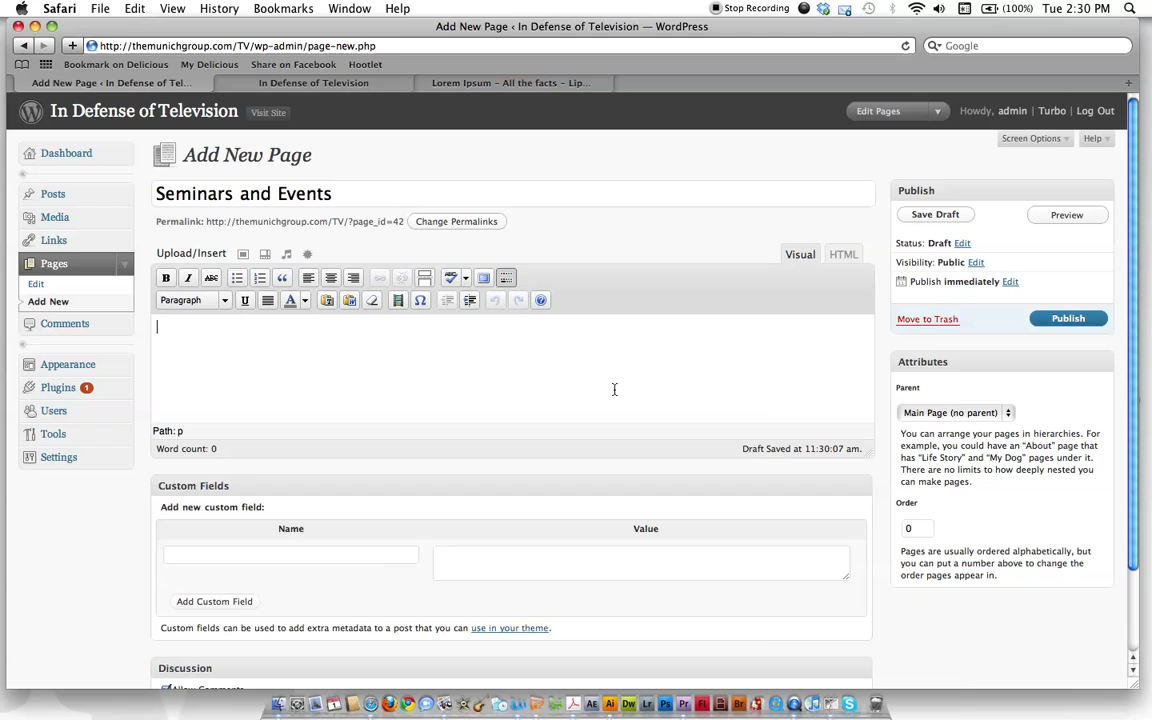 Safari File Edit View History Bookmarks Window Help Stop Recording (100%) Tue 2:30 PM
Add New Page ‹ In Defense of Television — WordPress
http://themunichgroup.com/TV/wp-admin/page-new.php Google
Bookmark on Delicious My Delicious Share on Facebook Hootlet
Add New Page ‹ In Defense of Tel... In Defense of Television Lorem Ipsum – All the facts – Lip...
In Defense of Television Visit Site Edit Pages Howdy, admin | Turbo | Log Out
Screen Options Help
Dashboard
Posts
Media
Links
Pages
Edit
Add New
Comments
Appearance
Plugins 1
Users
Tools
Settings
Add New Page
Seminars and Events
Permalink: http://themunichgroup.com/TV/?page_id=42 Change Permalinks
Upload/Insert Visual HTML
B I ABC
Paragraph U A
Path: p
Word count: 0 Draft Saved at 11:30:07 am.
Custom Fields
Add new custom field:
Name Value
Add Custom Field
Custom fields can be used to add extra metadata to a post that you can use in your theme.
Discussion
Allow Comments
Publish
Save Draft Preview
Status: Draft Edit
Visibility: Public Edit
Publish immediately Edit
Move to Trash Publish
Attributes
Parent
Main Page (no parent)
You can arrange your pages in hierarchies. For
example, you could have an “About” page that
has “Life Story” and “My Dog” pages under it.
There are no limits to how deeply nested you
can make pages.
Order
0
Pages are usually ordered alphabetically, but
you can put a number above to change the
order pages appear in.
Ae Ai Dw Lr Ps Pr Fl Br